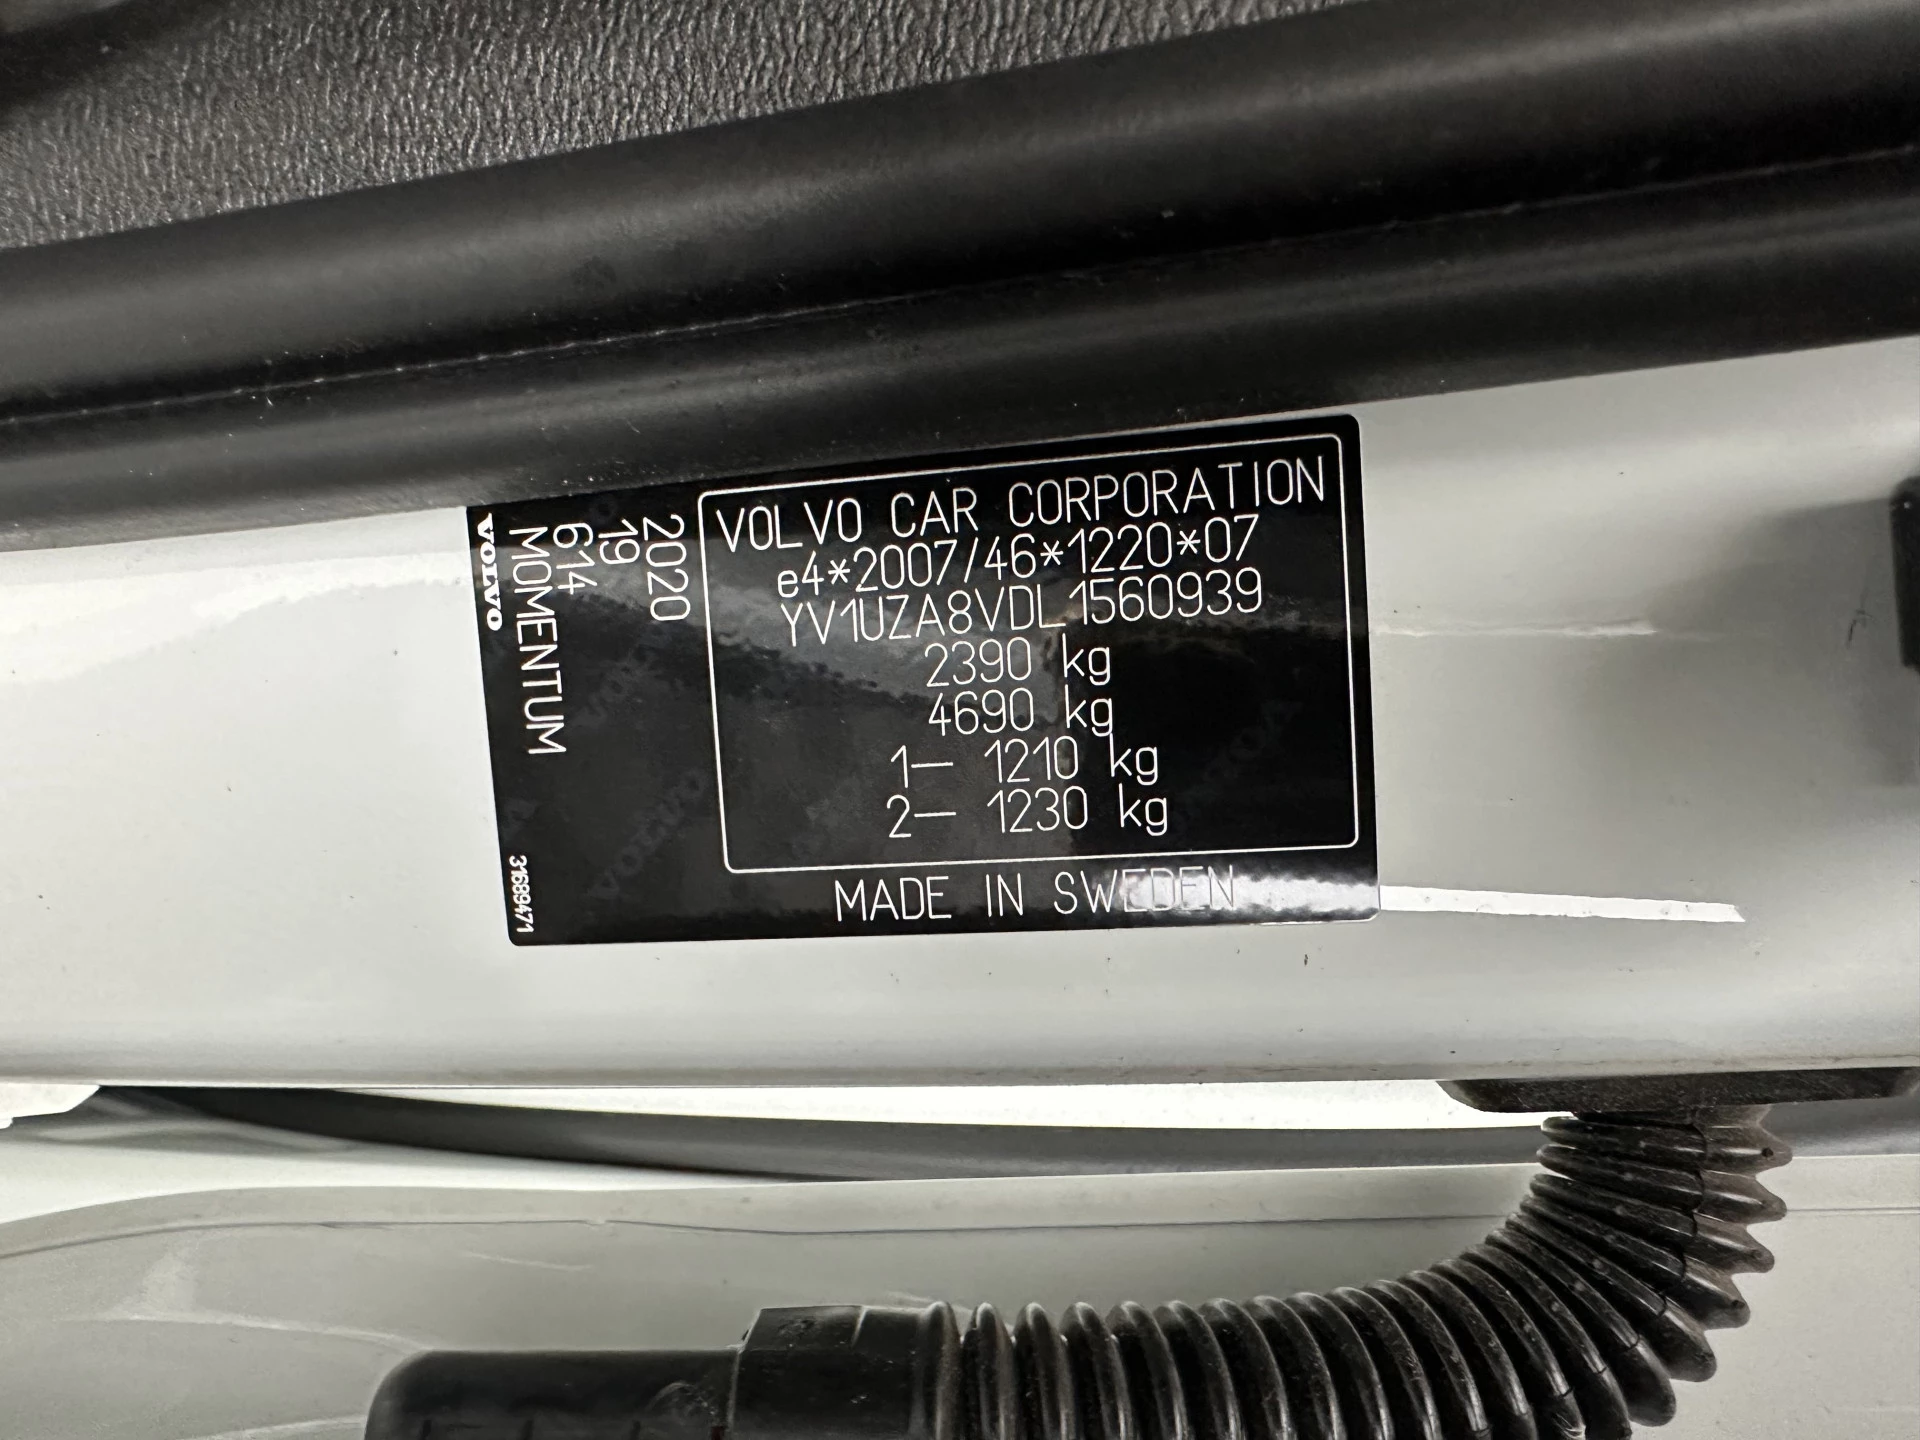 VOLVO CAR CORPORATION
e4*2007/46*1220*07
YV1UZA8VDL1560939
2390 kg
4690 kg
1— 1210 kg
2— 1230 kg
MADE IN SWEDEN
2020
19
614
MOMENTUM
VOLVO
31689471